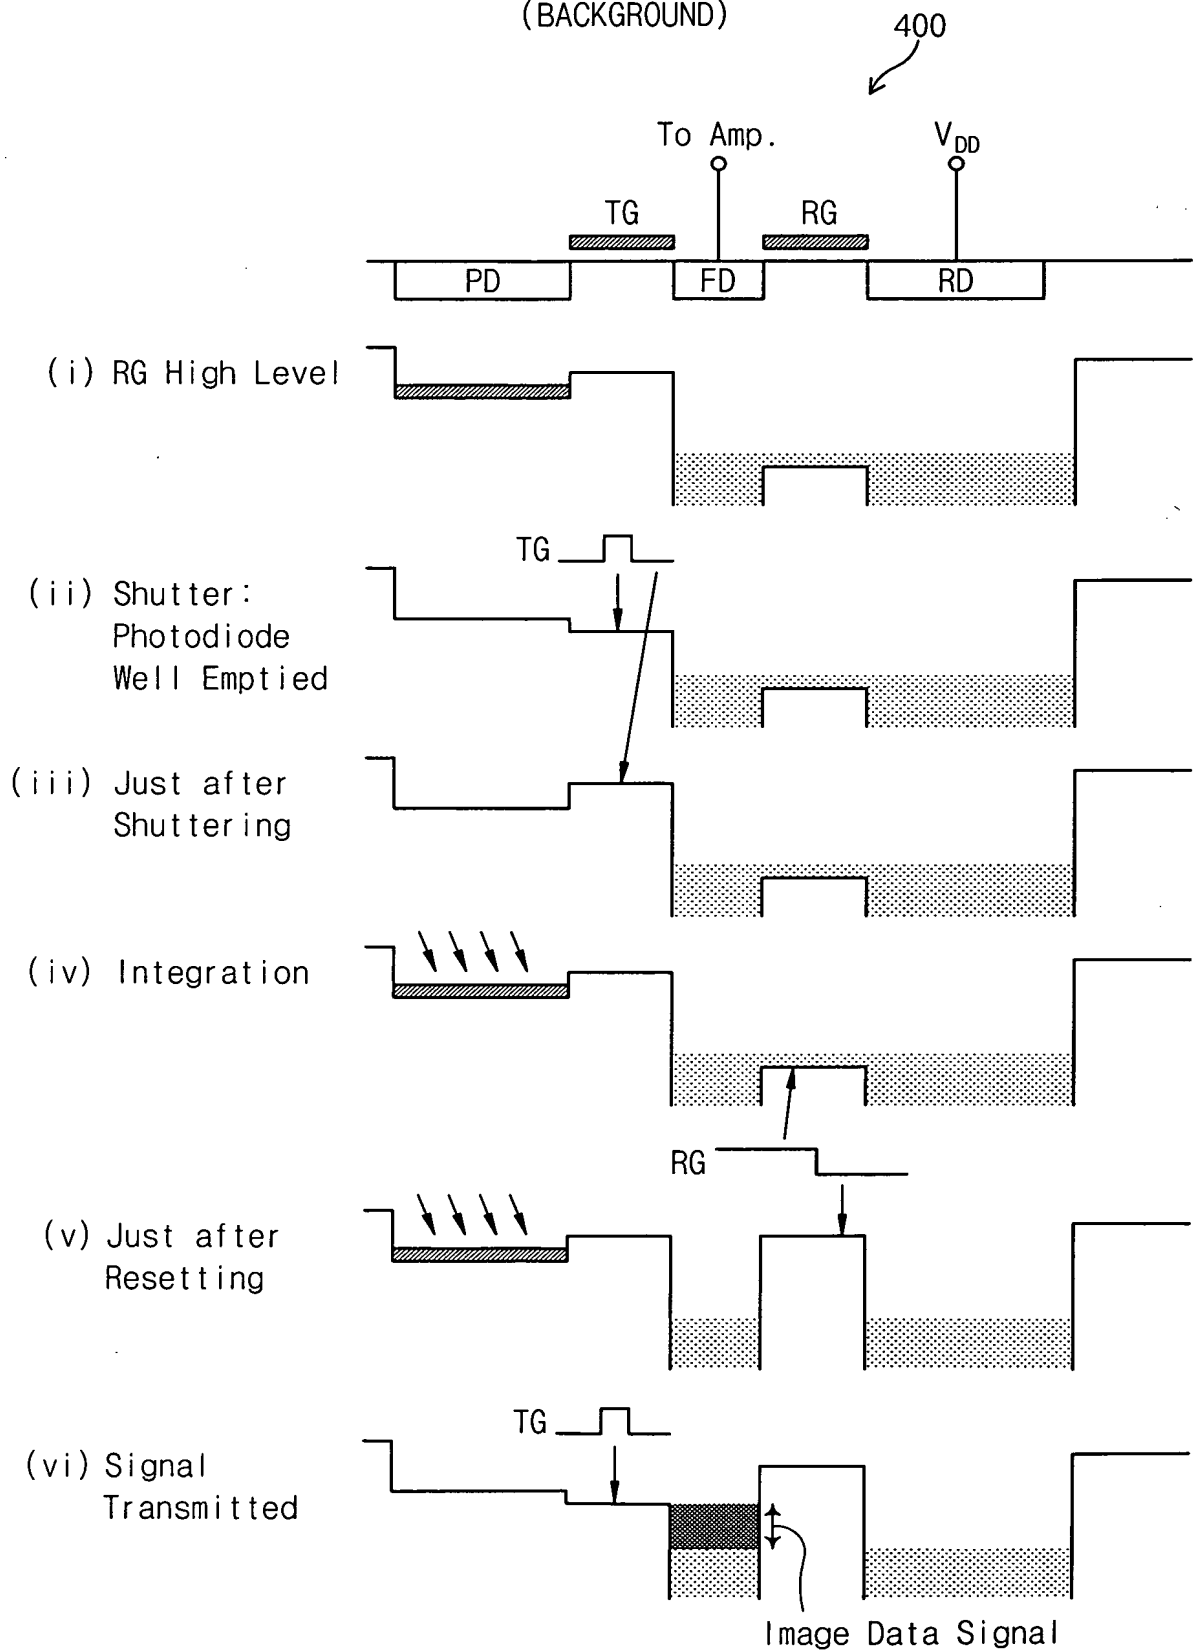 (BACKGROUND)
400
To Amp.
VDD
TG
RG
PD
FD
RD
(i) RG High Level
TG
(ii) Shutter:
Photodiode
Well Emptied
(iii) Just after
Shuttering
(iv) Integration
RG
(v) Just after
Resetting
TG
(vi) Signal
Transmitted
Image Data Signal